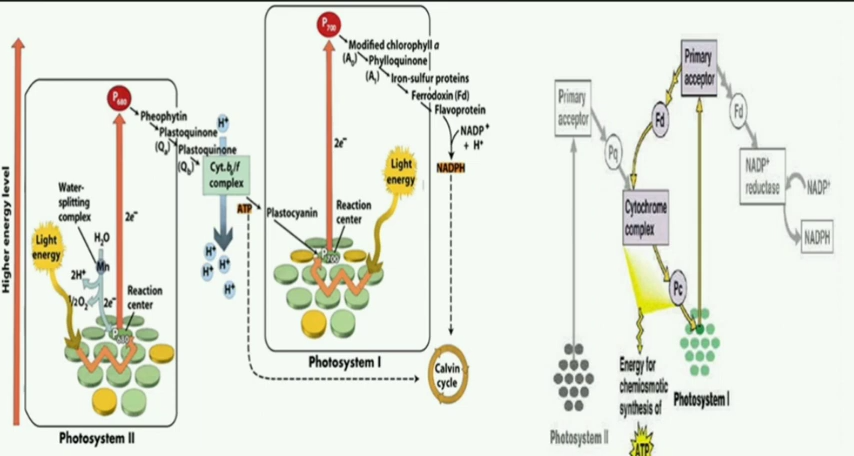 Higher energy level
P680
Pheophytin
Plastoquinone
(Qa)
Plastoquinone
(Qb)
H+
Cyt.b6/f
complex
ATP
H+
H+
H+
H+
Water-
splitting
complex
H2O
Light
energy
Mn
2H+
1/2O2
2e-
2e-
Reaction
center
P680
Photosystem II
P700
Modified chlorophyll a
(A0)
Phylloquinone
(A1)
Iron-sulfur proteins
Ferrodoxin (Fd)
Flavoprotein
NADP+
+ H+
NADPH
2e-
Light
energy
Plastocyanin
Reaction
center
P700
Photosystem I
Calvin
cycle
Primary
acceptor
Pq
Primary
acceptor
Fd
Fd
NADP+
reductase
NADP+
NADPH
Cytochrome
complex
Pc
Energy for
chemiosmotic
synthesis of
ATP
Photosystem I
Photosystem II